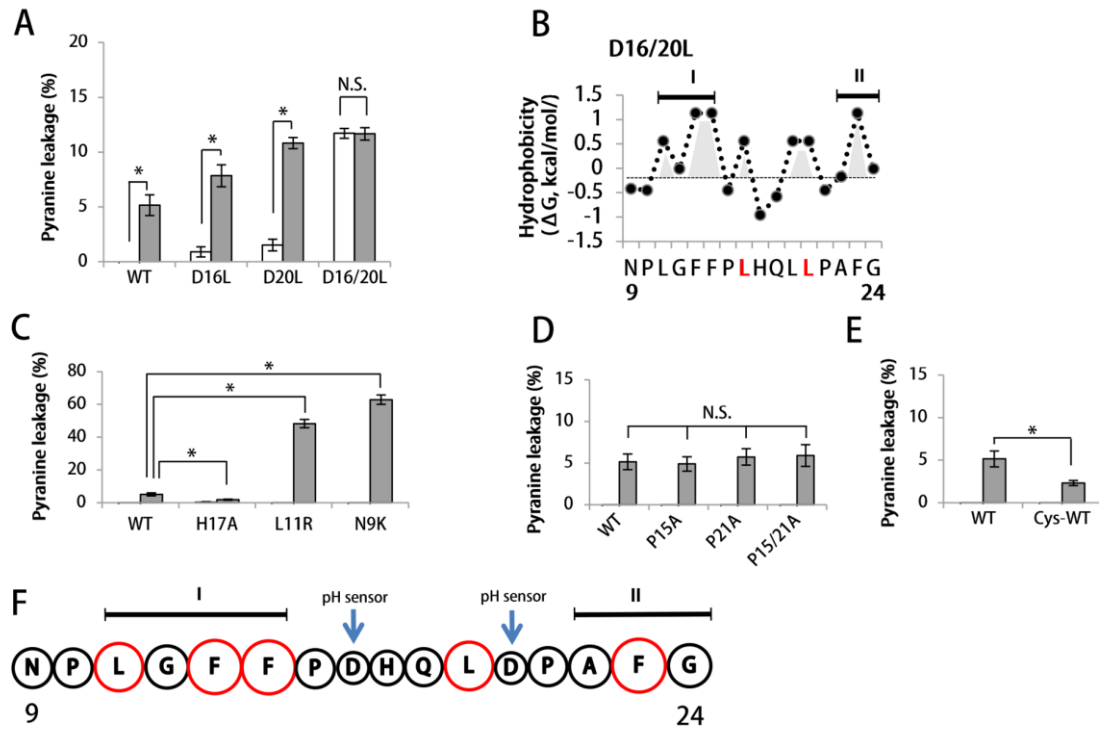 A
Pyranine leakage (%)
20
15
10
5
0
*
*
*
N.S.
WT D16L D20L D16/20L
B
D16/20L
I II
Hydrophobicity
(ΔG, kcal/mol/)
1.5
1
0.5
0
-0.5
-1
-1.5
N P L G F F P L H Q L L P A F G
9 24
C
Pyranine leakage (%)
80
60
40
20
0
*
*
*
WT H17A L11R N9K
D
Pyranine leakage (%)
15
10
5
0
N.S.
WT P15A P21A P15/21A
E
Pyranine leakage (%)
15
10
5
0
*
WT Cys-WT
F
I pH sensor pH sensor II
N P L G F F P D H Q L D P A F G
9 24